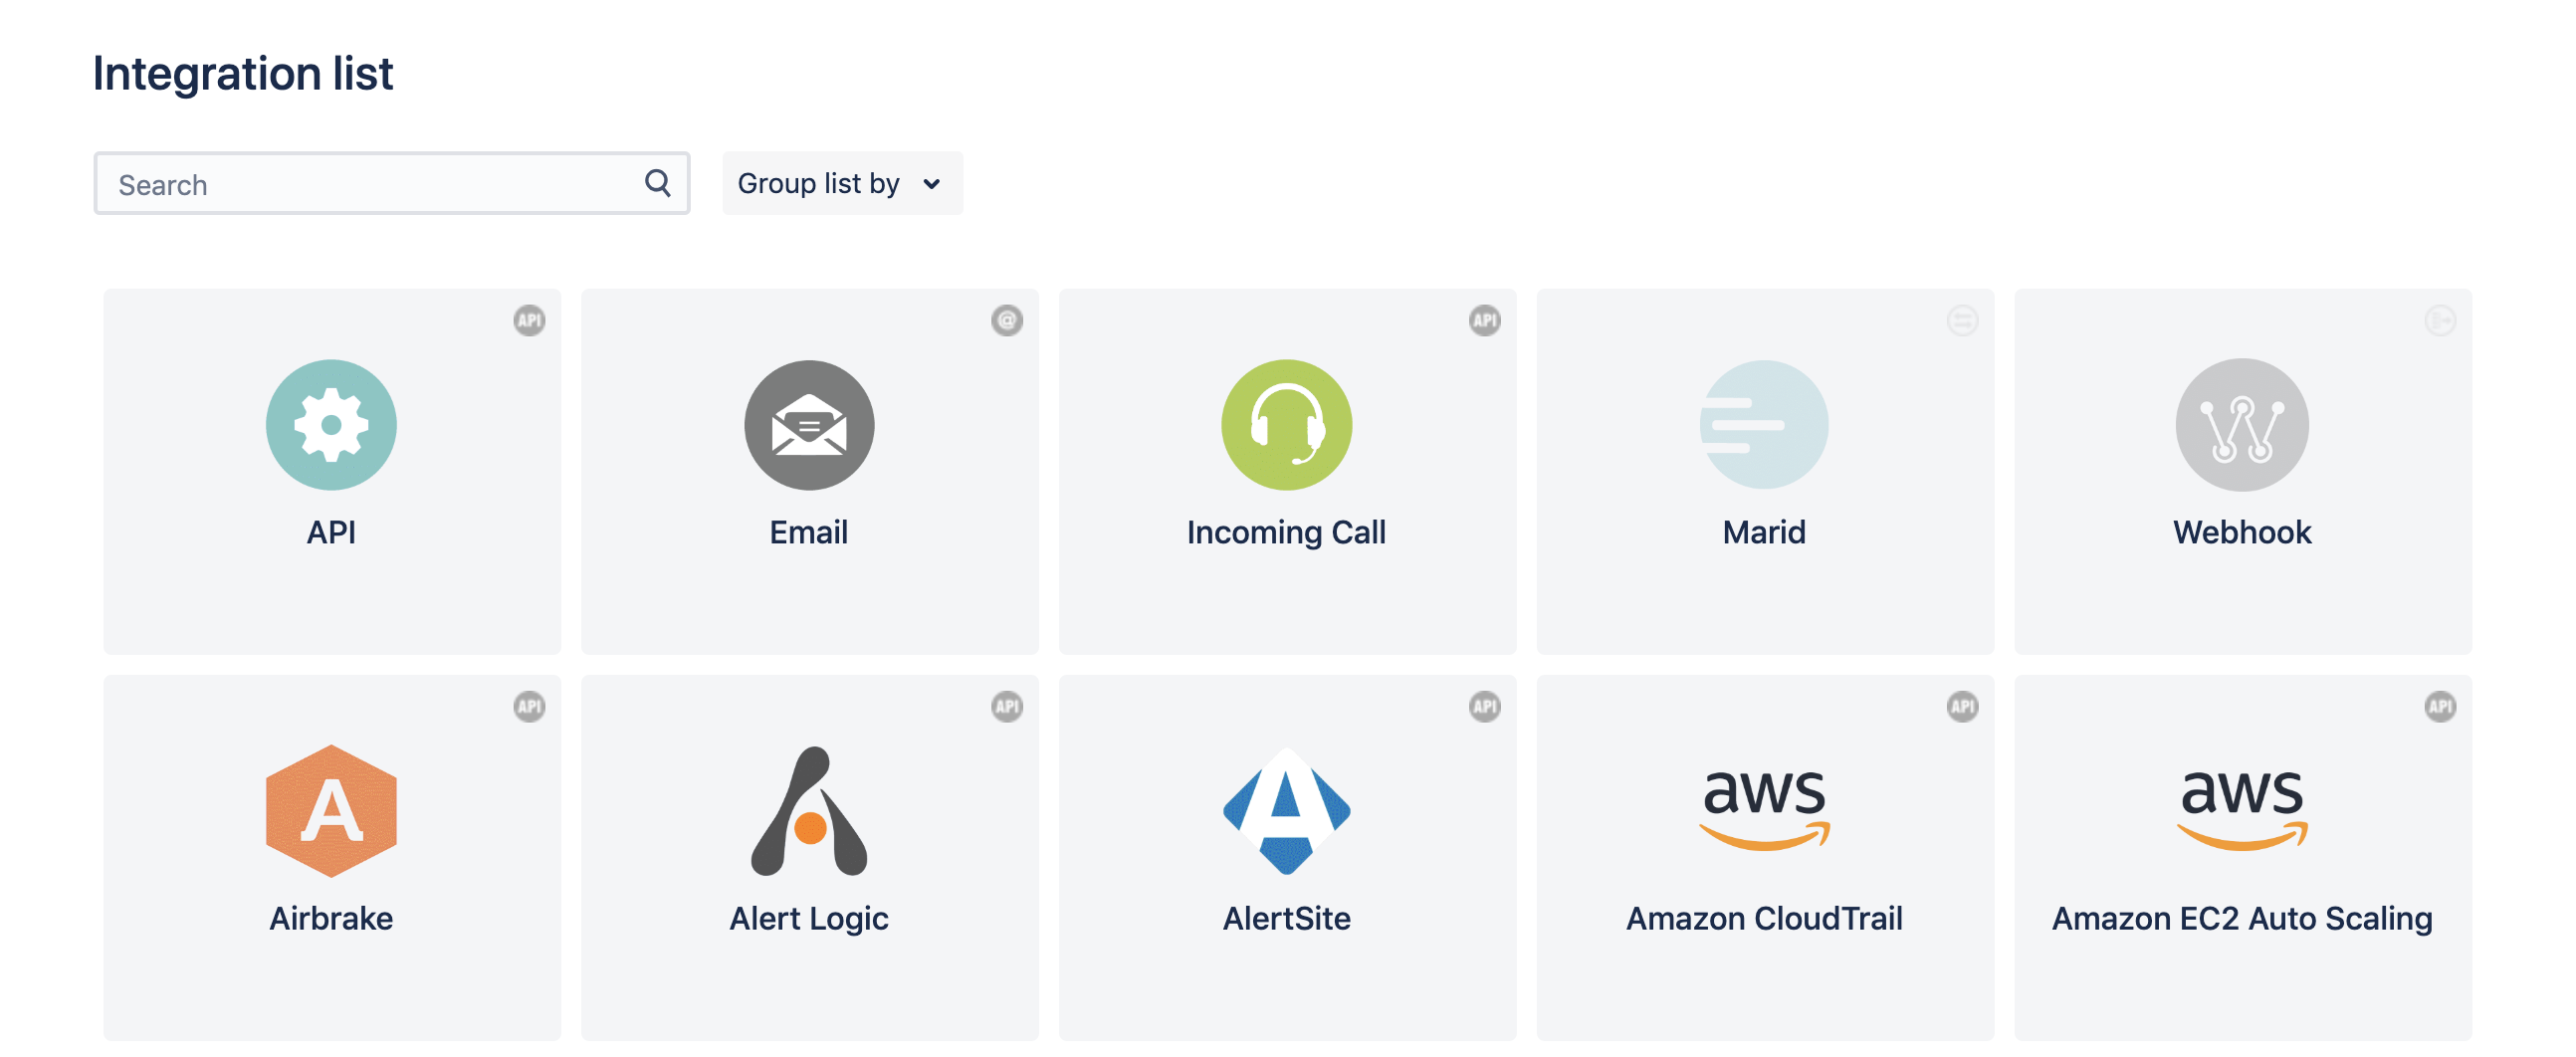 Integration list
Search
Group list by
API
@
API
API
Email
Incoming Call
Marid
Webhook
API
API
API
API
API
A
A
aws
aws
Airbrake
Alert Logic
AlertSite
Amazon CloudTrail
Amazon EC2 Auto Scaling